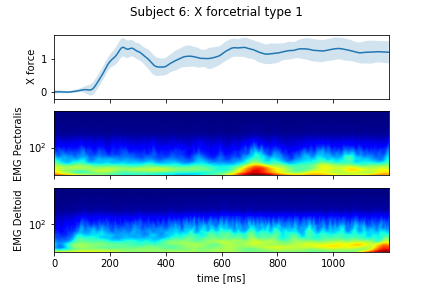 Subject 6: X forcetrial type 1
X force
1
0
EMG Pectoralis
10²
EMG Deltoid
10²
0 200 400 600 800 1000
time [ms]